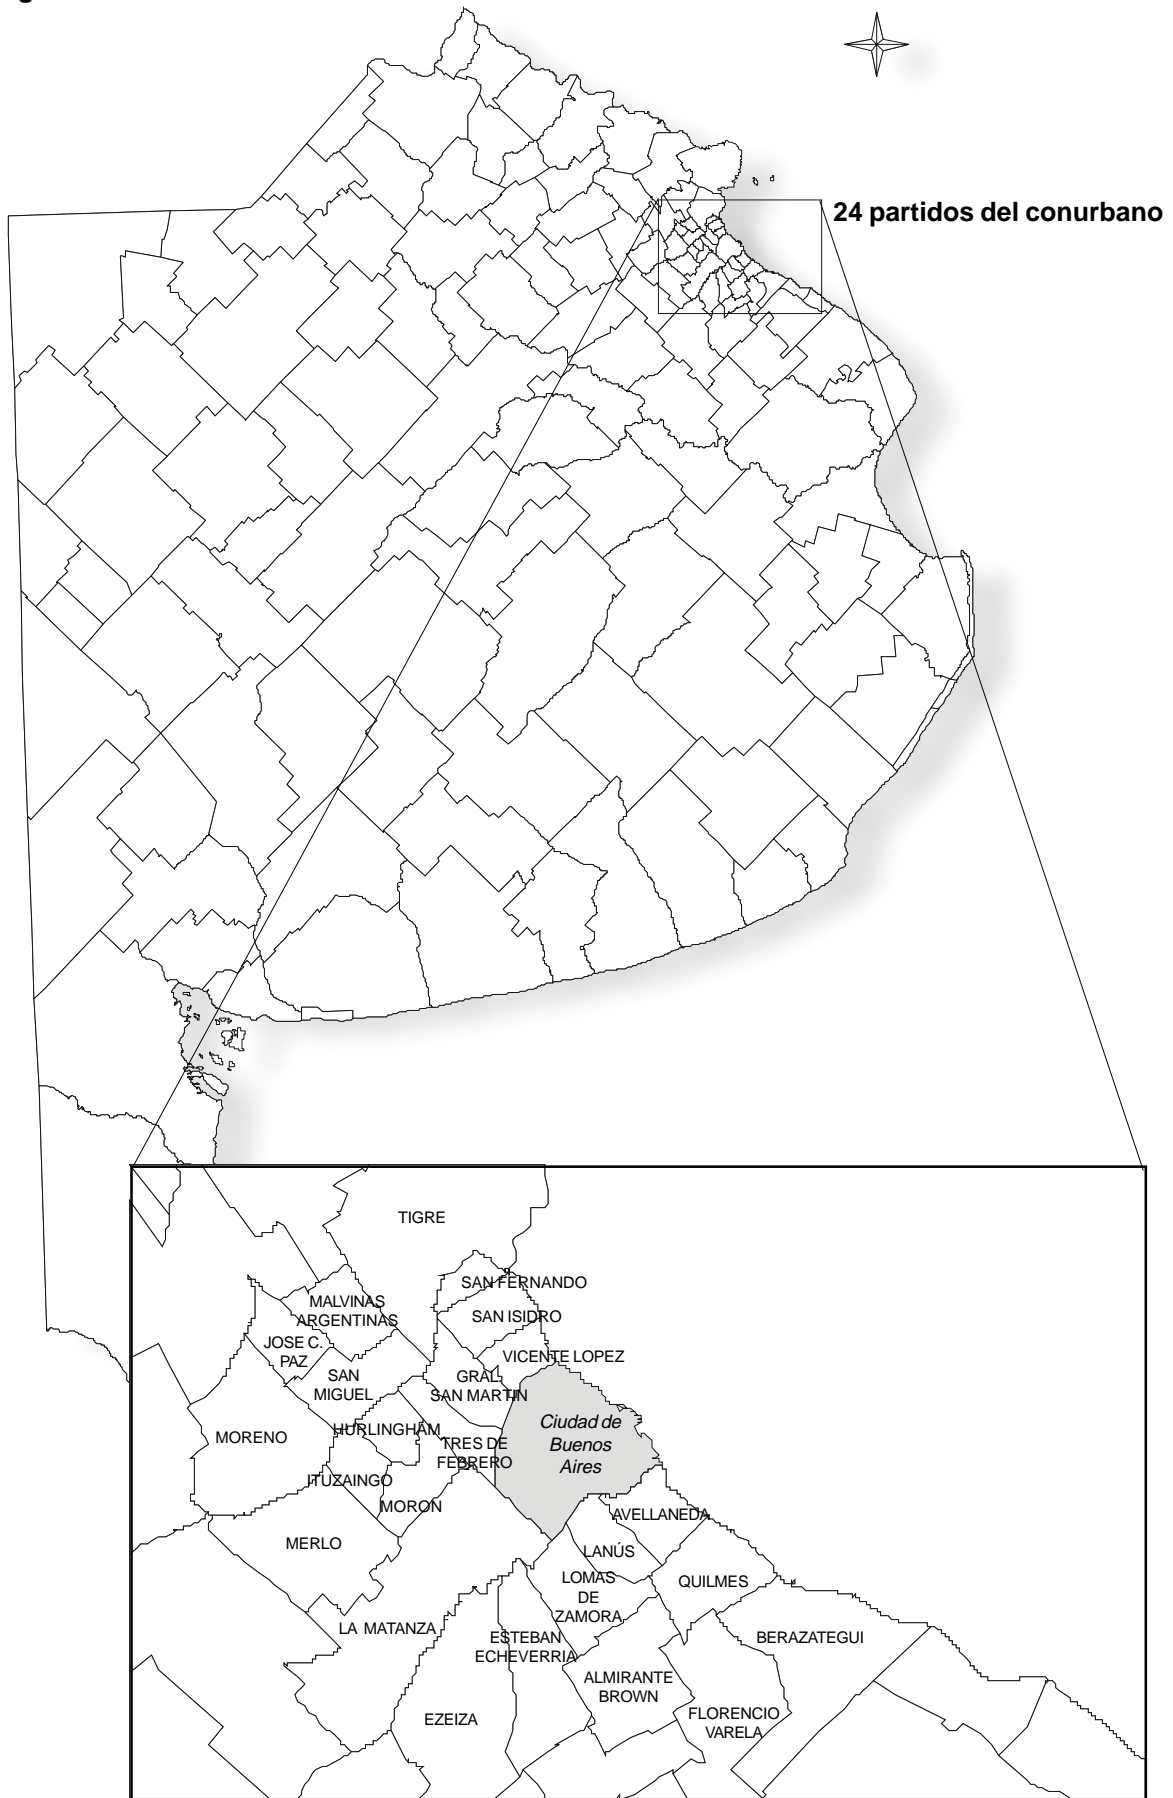 24 partidos del conurbano
TIGRE
SAN FERNANDO
MALVINAS
ARGENTINAS
SAN ISIDRO
JOSE C.
PAZ
VICENTE LOPEZ
SAN
MIGUEL
GRAL
SAN MARTIN
MORENO
HURLINGHAM
TRES DE
FEBRERO
Ciudad de
Buenos
Aires
ITUZAINGO
MORON
MERLO
AVELLANEDA
LANÚS
LOMAS
DE
ZAMORA
QUILMES
LA MATANZA
ESTEBAN
ECHEVERRIA
BERAZATEGUI
ALMIRANTE
BROWN
EZEIZA
FLORENCIO
VARELA